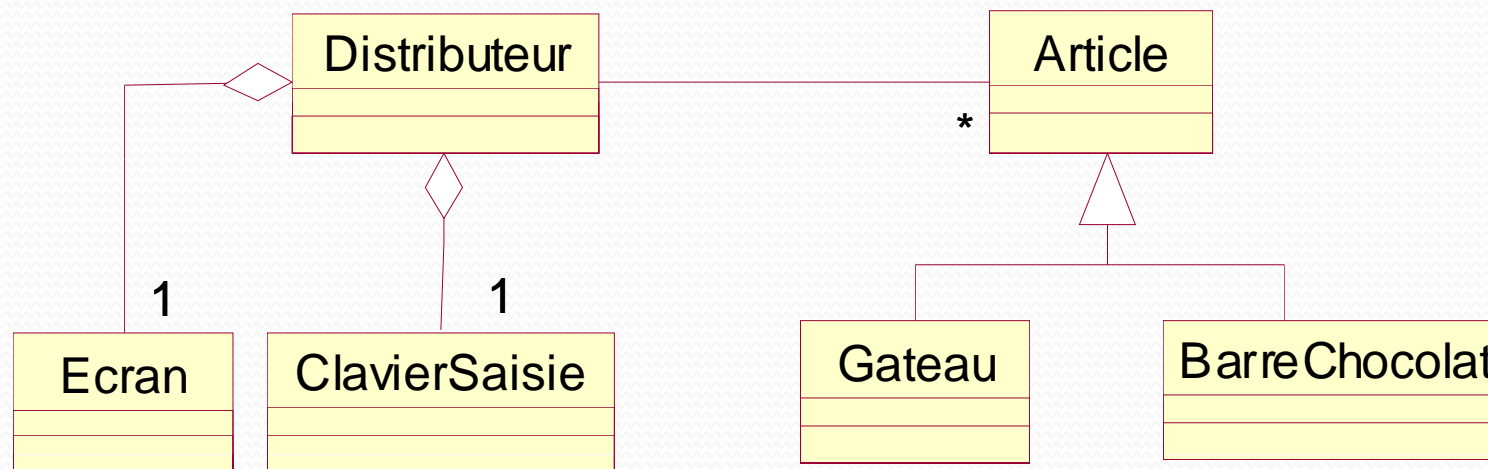 Distributeur
Article
*
1
1
Ecran
ClavierSaisie
Gateau
BarreChocolat